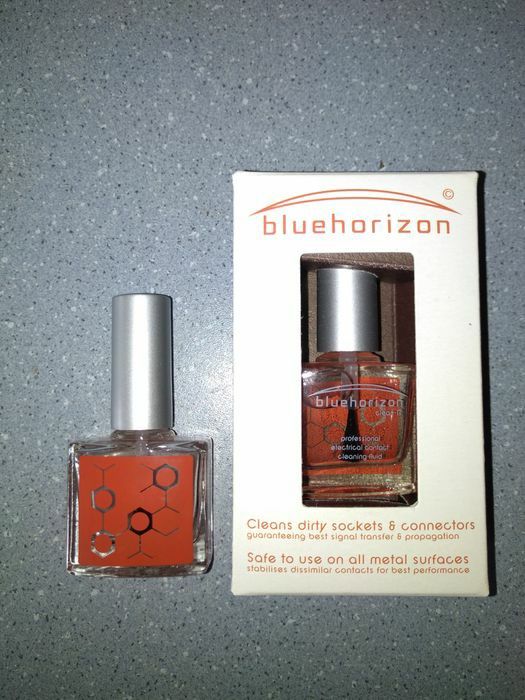 ©
bluehorizon
bluehorizon
clean-it
professional
electrical contact
cleaning fluid
Cleans dirty sockets & connectors
guaranteeing best signal transfer & propagation
Safe to use on all metal surfaces
stabilises dissimilar contacts for best performance